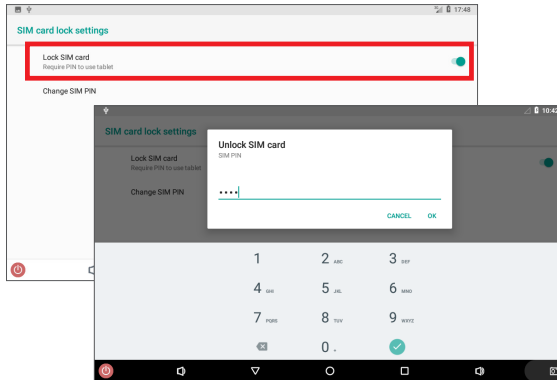 17:48
SIM card lock settings
Lock SIM card
Require PIN to use tablet
Change SIM PIN
10:42
SIM card lock settings
Lock SIM card
Require PIN to use tablet
Change SIM PIN
Unlock SIM card
SIM PIN
••••
CANCEL OK
1 2 ABC 3 DEF
4 GHI 5 JKL 6 MNO
7 PQRS 8 TUV 9 WXYZ
0 .